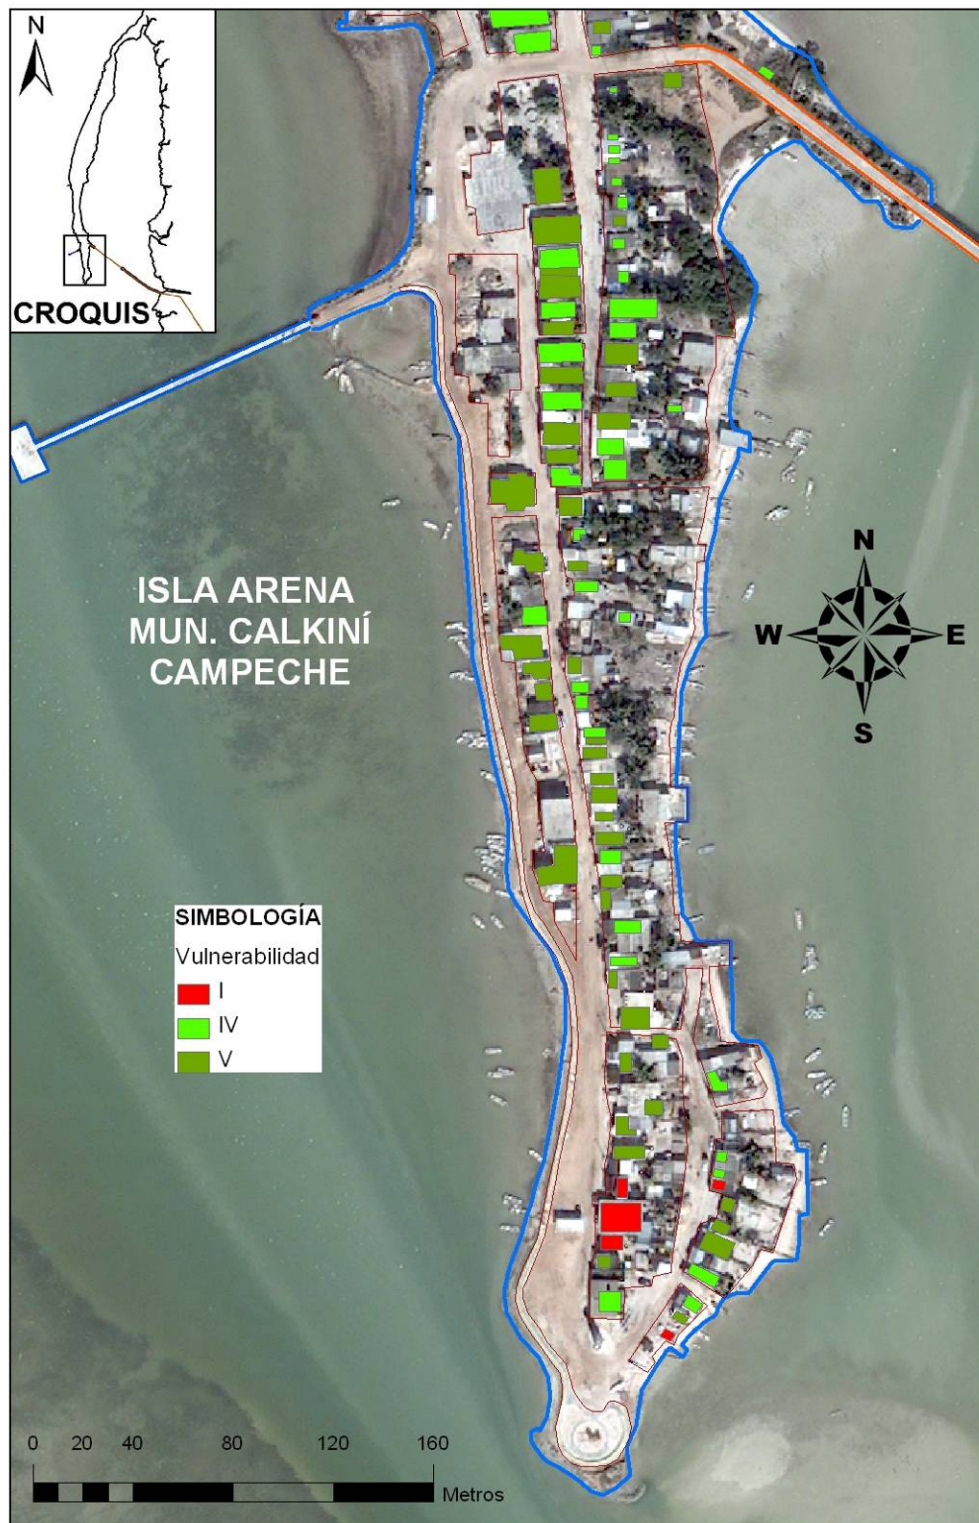 N
CROQUIS
ISLA ARENA
MUN. CALKINÍ
CAMPECHE
N
W
E
S
SIMBOLOGÍA
Vulnerabilidad
I
IV
V
0 20 40 80 120 160
Metros